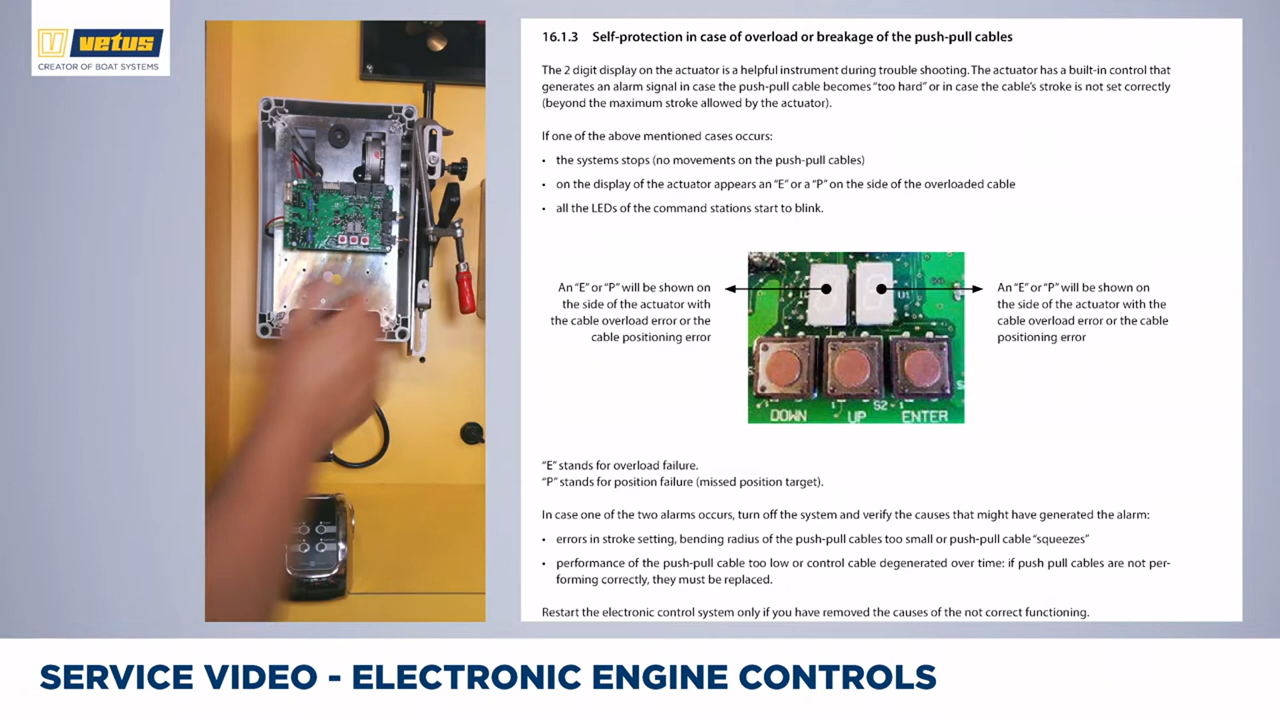 vetus
CREATOR OF BOAT SYSTEMS
16.1.3 Self-protection in case of overload or breakage of the push-pull cables
The 2 digit display on the actuator is a helpful instrument during trouble shooting. The actuator has a built-in control that
generates an alarm signal in case the push-pull cable becomes “too hard” or in case the cable’s stroke is not set correctly
(beyond the maximum stroke allowed by the actuator).
If one of the above mentioned cases occurs:
• the systems stops (no movements on the push-pull cables)
• on the display of the actuator appears an “E” or a “P” on the side of the overloaded cable
• all the LEDs of the command stations start to blink.
An “E” or “P” will be shown on
the side of the actuator with
the cable overload error or the
cable positioning error
U1
DOWN
UP
S2
ENTER
An “E” or “P” will be shown on
the side of the actuator with the
cable overload error or the cable
positioning error
“E” stands for overload failure.
“P” stands for position failure (missed position target).
In case one of the two alarms occurs, turn off the system and verify the causes that might have generated the alarm:
• errors in stroke setting, bending radius of the push-pull cables too small or push-pull cable “squeezes”
• performance of the push-pull cable too low or control cable degenerated over time: if push pull cables are not per-
forming correctly, they must be replaced.
Restart the electronic control system only if you have removed the causes of the not correct functioning.
SERVICE VIDEO - ELECTRONIC ENGINE CONTROLS